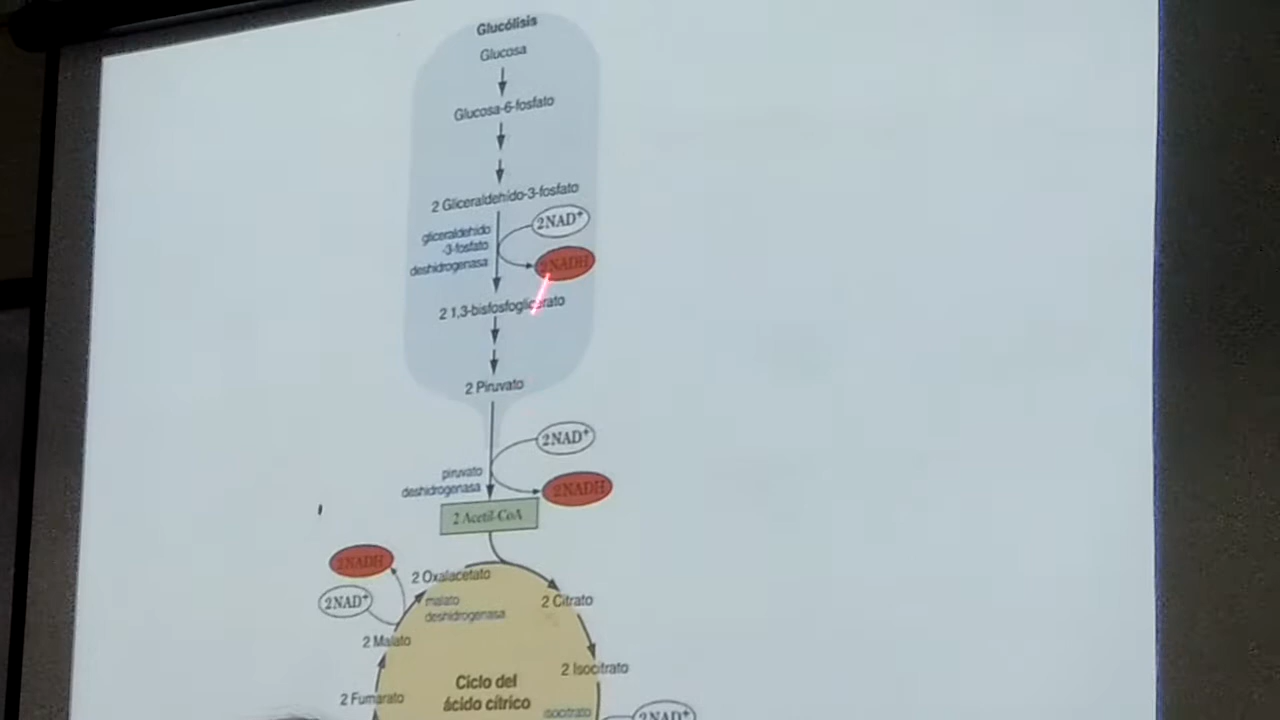 Glucólisis
Glucosa
Glucosa-6-fosfato
2 Gliceraldehído-3-fosfato
2NAD⁺
gliceraldehído
-3-fosfato
deshidrogenasa
2NADH
2 1,3-bisfosfoglicerato
2 Piruvato
2NAD⁺
piruvato
deshidrogenasa
2NADH
2 Acetil-CoA
2NADH
2 Oxalacetato
2NAD⁺
malato
deshidrogenasa
2 Citrato
2 Malato
2 Isocitrato
Ciclo del
ácido cítrico
2 Fumarato
isocitrato
2NAD⁺